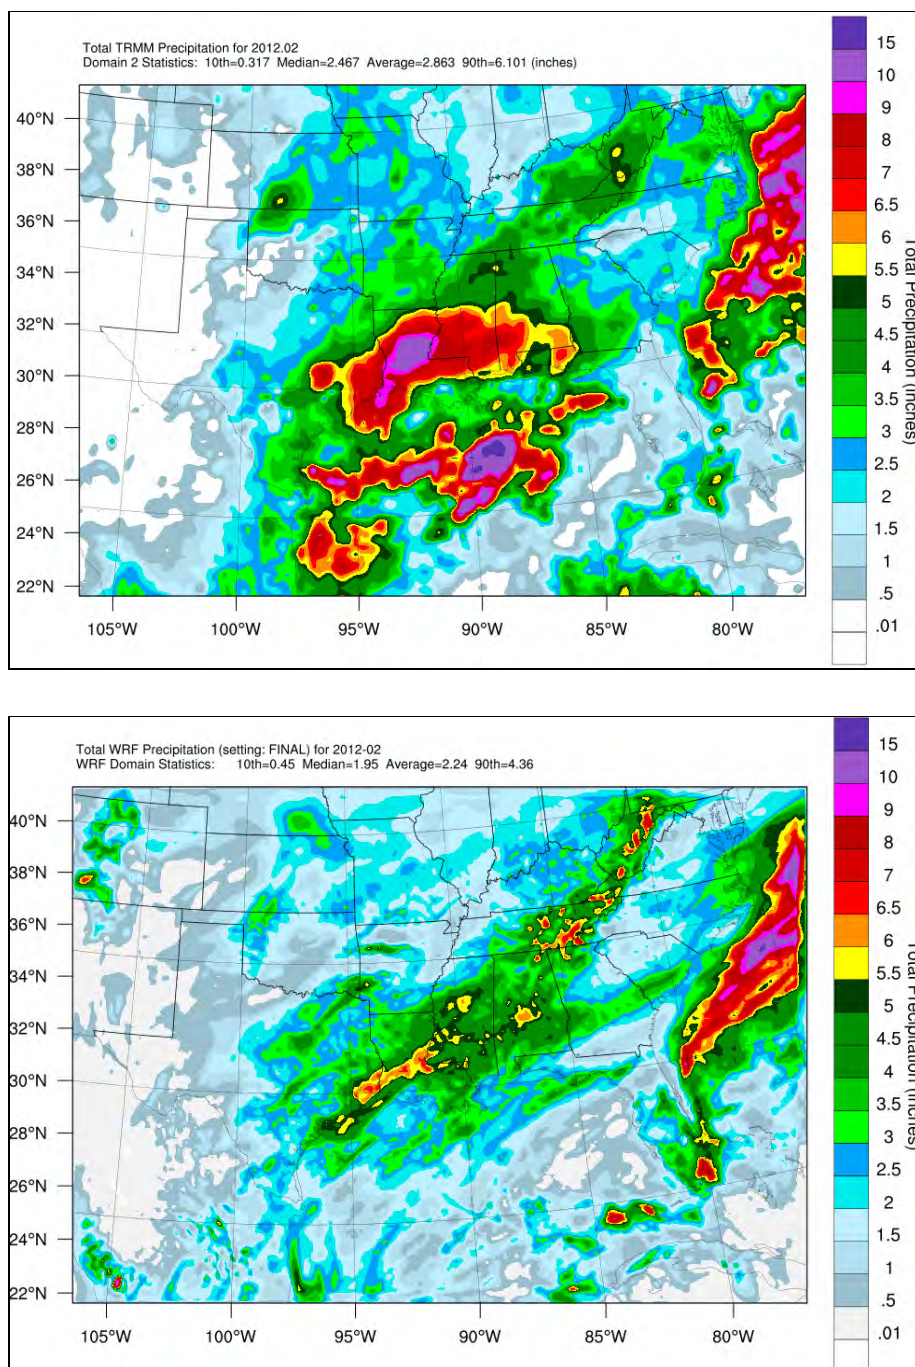 Total TRMM Precipitation for 2012.02
Domain 2 Statistics: 10th=0.317 Median=2.467 Average=2.863 90th=6.101 (inches)
40°N
38°N
36°N
34°N
32°N
30°N
28°N
26°N
24°N
22°N
105°W 100°W 95°W 90°W 85°W 80°W
15
10
9
8
7
6.5
6
5.5
5
4.5
4
3.5
3
2.5
2
1.5
1
.5
.01
Total Precipitation (inches)
Total WRF Precipitation (setting: FINAL) for 2012-02
WRF Domain Statistics: 10th=0.45 Median=1.95 Average=2.24 90th=4.36
40°N
38°N
36°N
34°N
32°N
30°N
28°N
26°N
24°N
22°N
105°W 100°W 95°W 90°W 85°W 80°W
15
10
9
8
7
6.5
6
5.5
5
4.5
4
3.5
3
2.5
2
1.5
1
.5
.01
Total Precipitation (inches)